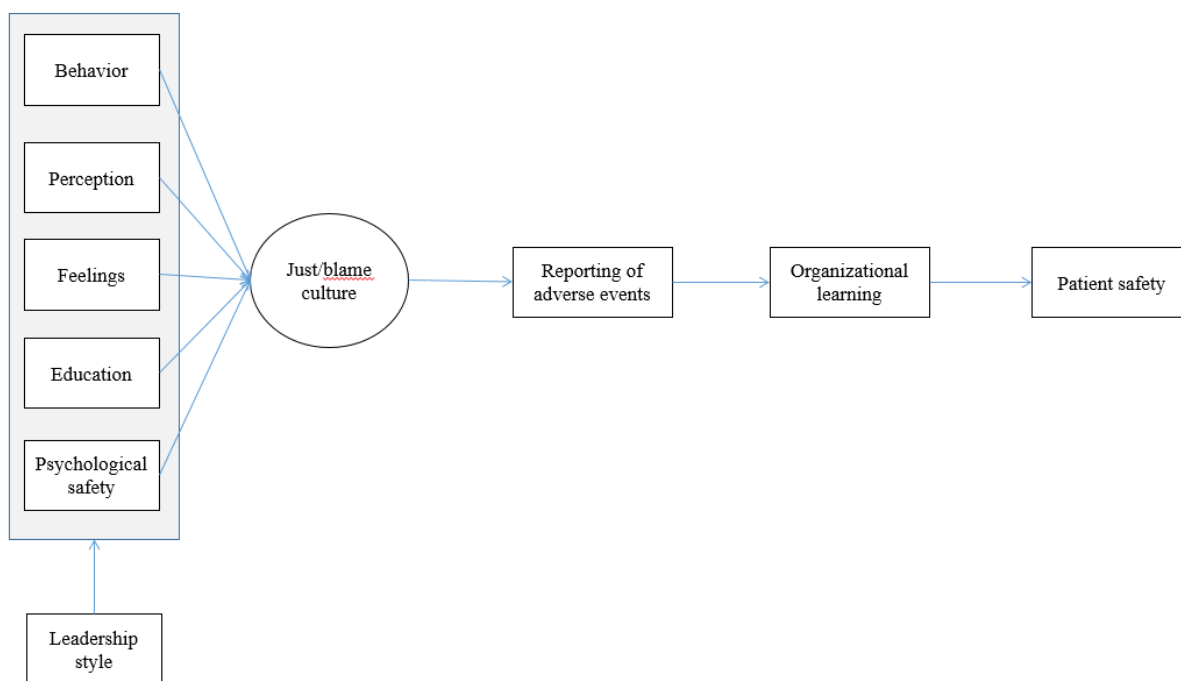 Behavior
Perception
Feelings
Education
Psychological
safety
Leadership
style
Just/blame
culture
Reporting of
adverse events
Organizational
learning
Patient safety